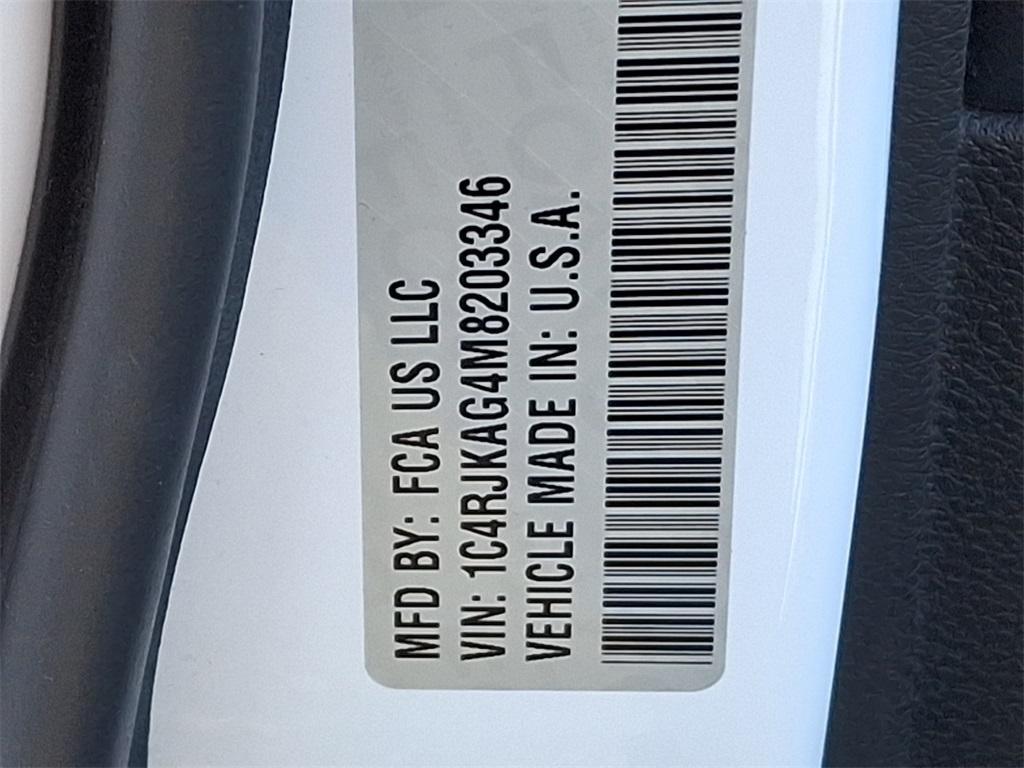 MFD BY: FCA US LLC
VIN: 1C4RJKAG4M8203346
VEHICLE MADE IN: U.S.A.